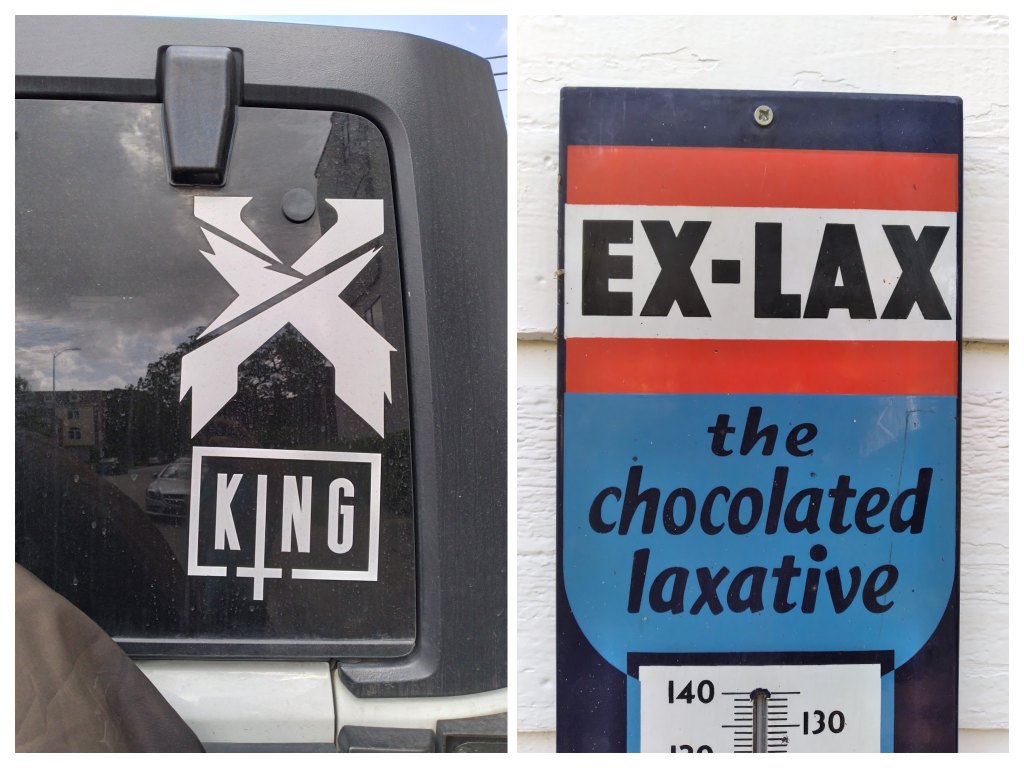 X
KING
EX-LAX
the
chocolated
laxative
140
130